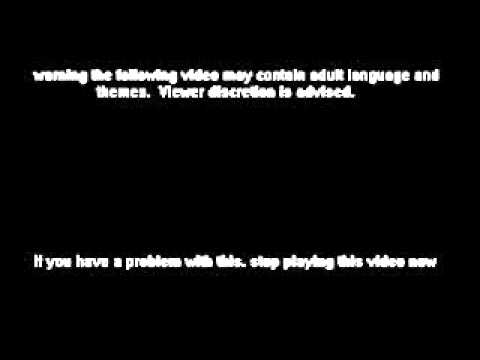 warning the following video may contain adult language and
themes. Viewer discretion is advised.
If you have a problem with this. stop playing this video now